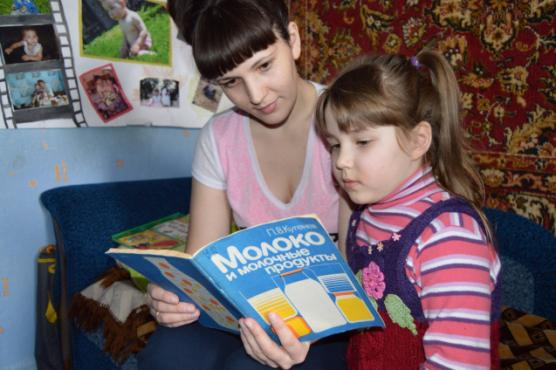 П.В.Кугенев
Молоко
и молочные
продукты